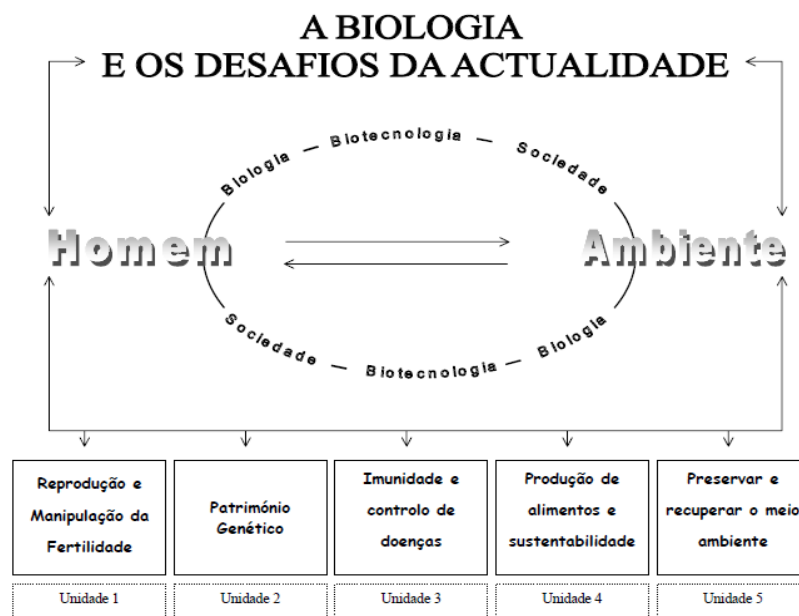 A BIOLOGIA
E OS DESAFIOS DA ACTUALIDADE
Biologia — Biotecnologia — Sociedade
Homem
Ambiente
Sociedade — Biotecnologia — Biologia
Reprodução e
Manipulação da
Fertilidade
Património
Genético
Imunidade e
controlo de
doenças
Produção de
alimentos e
sustentabilidade
Preservar e
recuperar o meio
ambiente
Unidade 1
Unidade 2
Unidade 3
Unidade 4
Unidade 5